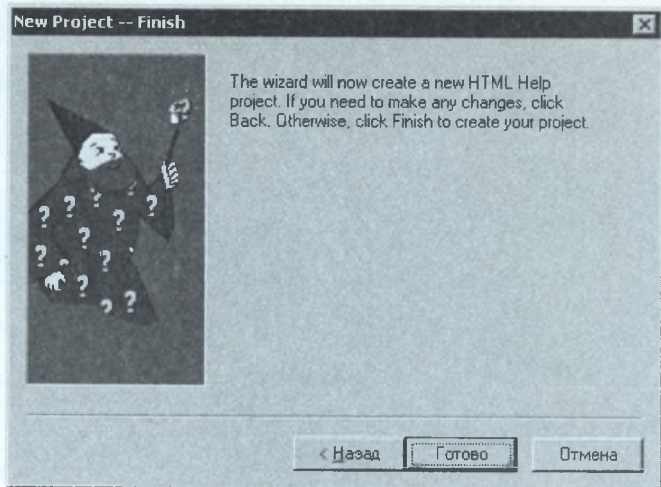 New Project -- Finish
The wizard will now create a new HTML Help
project. If you need to make any changes, click
Back. Otherwise, click Finish to create your project.
? ? ? ?
?
?
? ?
?
? ?
< Назад Готово Отмена